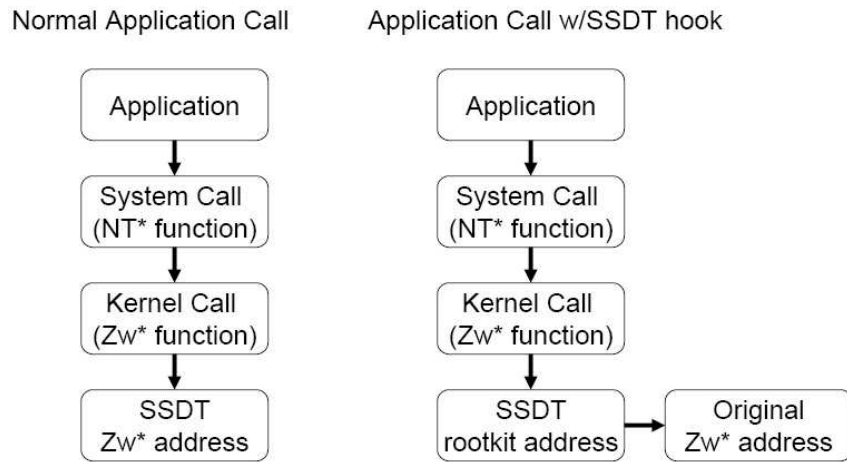 Normal Application Call
Application
System Call
(NT* function)
Kernel Call
(Zw* function)
SSDT
Zw* address
Application Call w/SSDT hook
Application
System Call
(NT* function)
Kernel Call
(Zw* function)
SSDT
rootkit address
Original
Zw* address